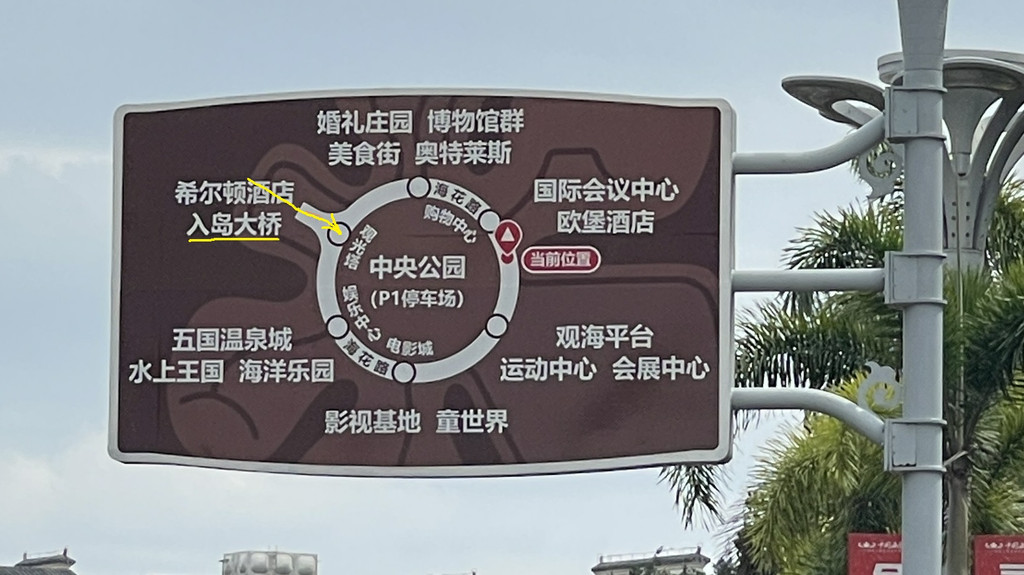 婚礼庄园 博物馆群
美食街 奥特莱斯
希尔顿酒店
入岛大桥
国际会议中心
欧堡酒店
海花路
购物中心
观光塔
当前位置
中央公园
(P1停车场)
娱乐中心
电影城
海花路
五国温泉城
水上王国 海洋乐园
观海平台
运动中心 会展中心
影视基地 童世界